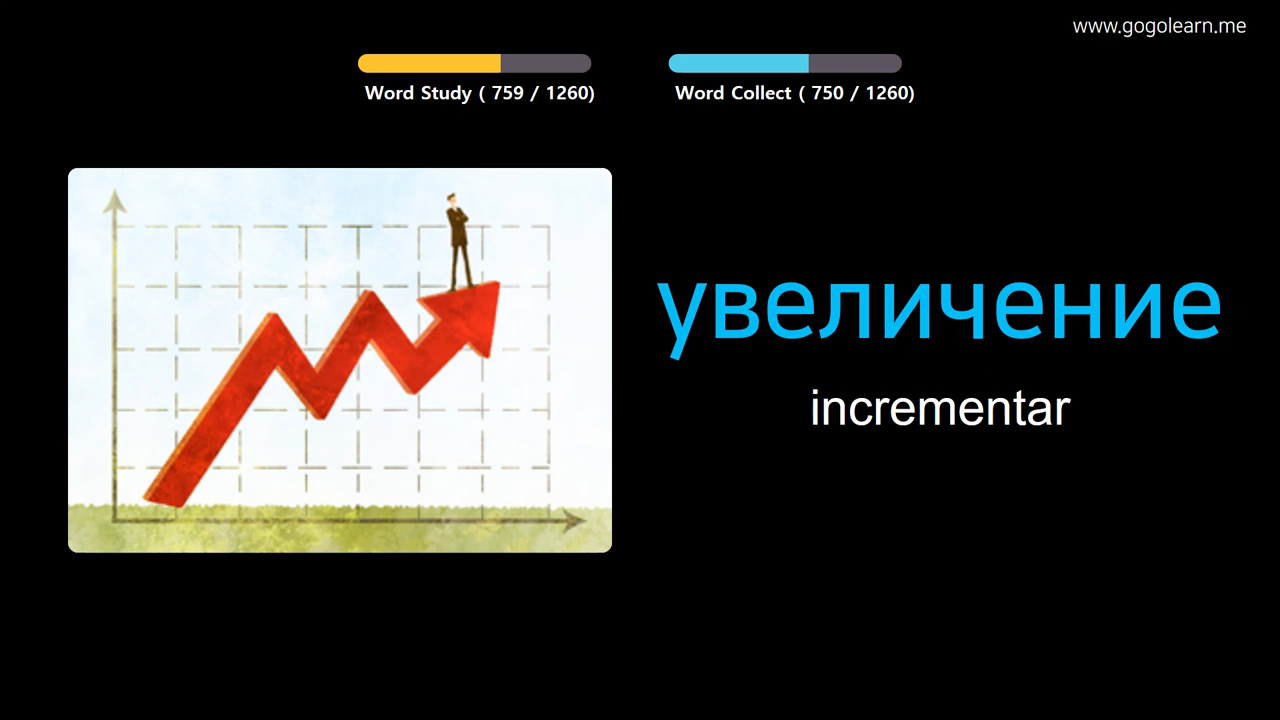 www.gogolearn.me
Word Study ( 759 / 1260)
Word Collect ( 750 / 1260)
увеличение
incrementar